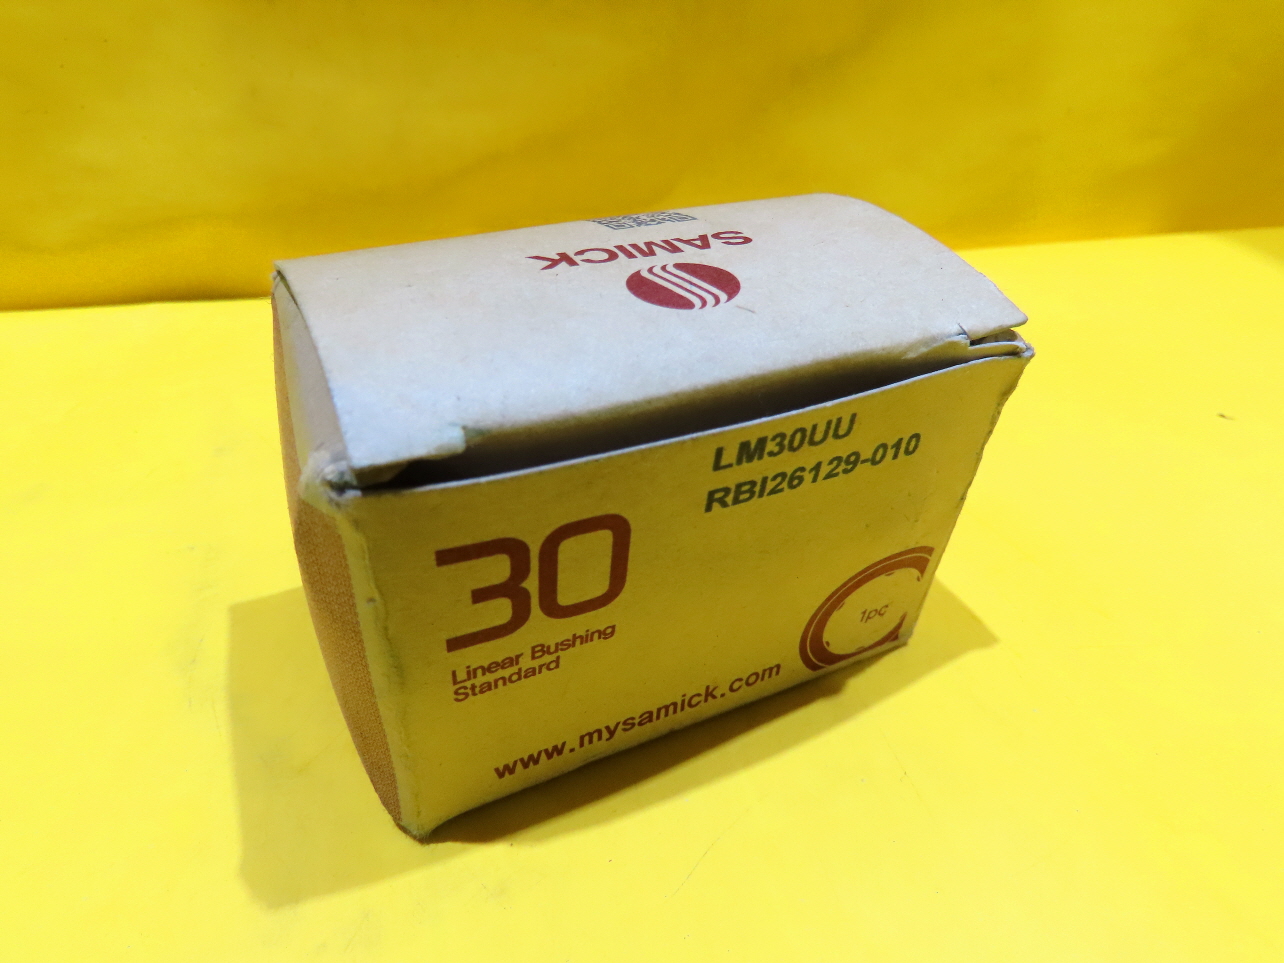 SAMICK
LM30UU
RBI26129-010
30
Linear Bushing
Standard
1pc
www.mysamick.com